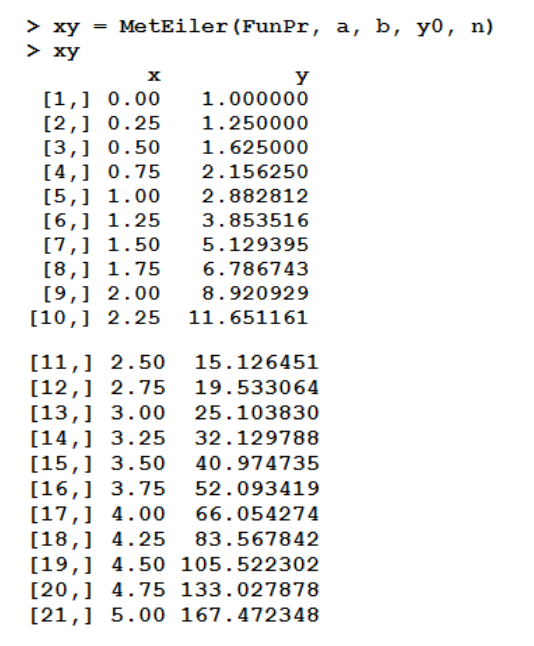 > xy = MetEiler(FunPr, a, b, y0, n)
> xy
x y
[1,] 0.00 1.000000
[2,] 0.25 1.250000
[3,] 0.50 1.625000
[4,] 0.75 2.156250
[5,] 1.00 2.882812
[6,] 1.25 3.853516
[7,] 1.50 5.129395
[8,] 1.75 6.786743
[9,] 2.00 8.920929
[10,] 2.25 11.651161
[11,] 2.50 15.126451
[12,] 2.75 19.533064
[13,] 3.00 25.103830
[14,] 3.25 32.129788
[15,] 3.50 40.974735
[16,] 3.75 52.093419
[17,] 4.00 66.054274
[18,] 4.25 83.567842
[19,] 4.50 105.522302
[20,] 4.75 133.027878
[21,] 5.00 167.472348